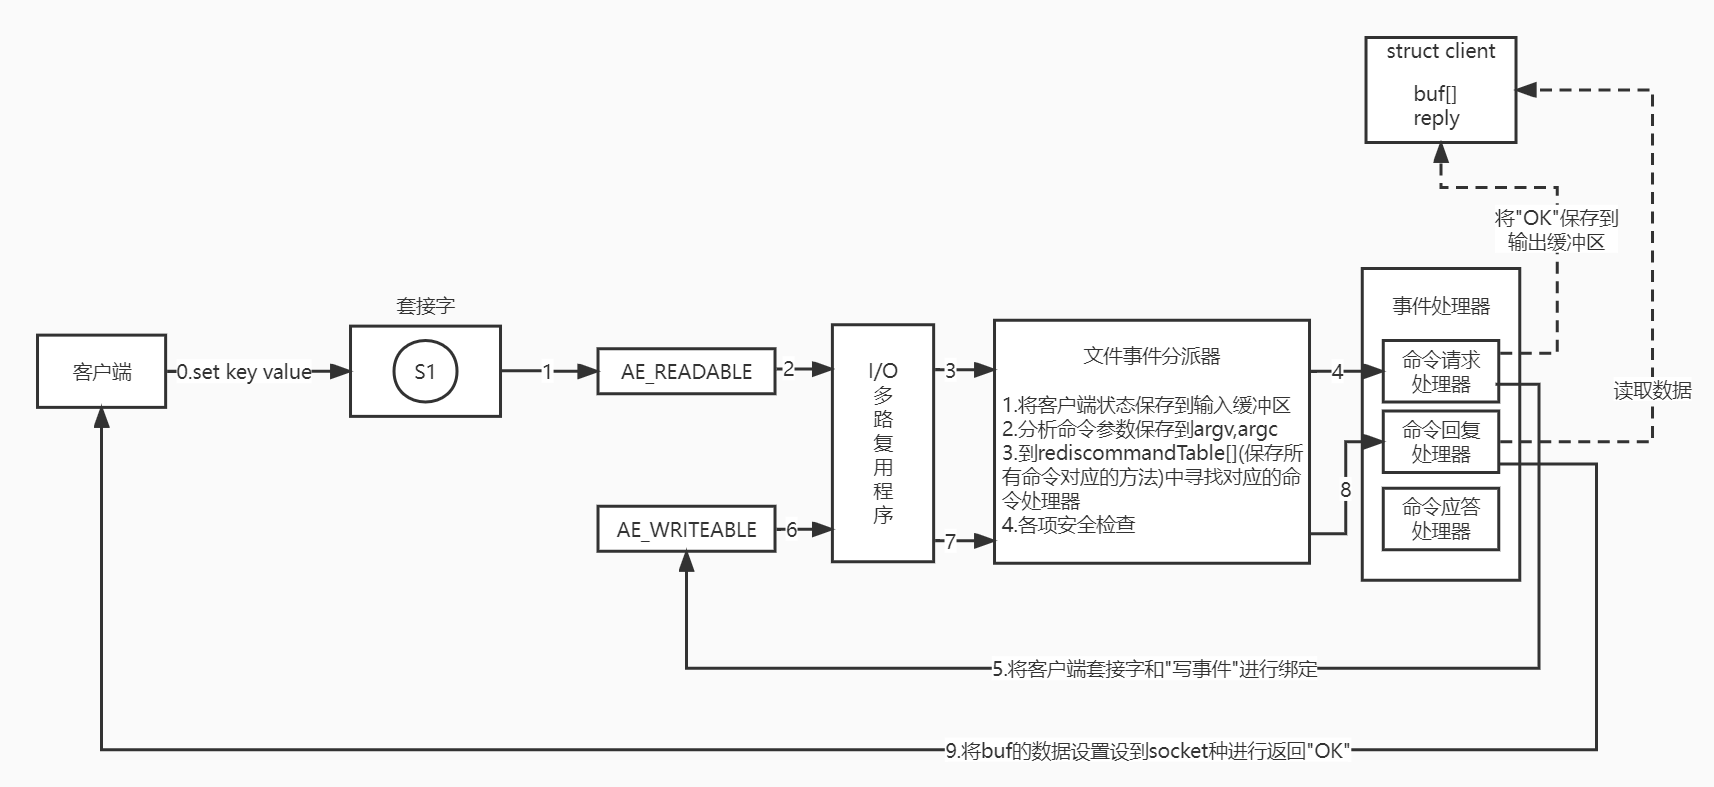 struct client
buf[]
reply
将"OK"保存到
输出缓冲区
套接字
事件处理器
客户端
0.set key value
S1
1
AE_READABLE
2
I/O
多
路
复
用
程
序
3
文件事件分派器
1.将客户端状态保存到输入缓冲区
2.分析命令参数保存到argv,argc
3.到rediscommandTable[](保存所
有命令对应的方法)中寻找对应的命
令处理器
4.各项安全检查
4
命令请求
处理器
读取数据
命令回复
处理器
8
命令应答
处理器
AE_WRITEABLE
6
7
5.将客户端套接字和"写事件"进行绑定
9.将buf的数据设置设到socket种进行返回"OK"